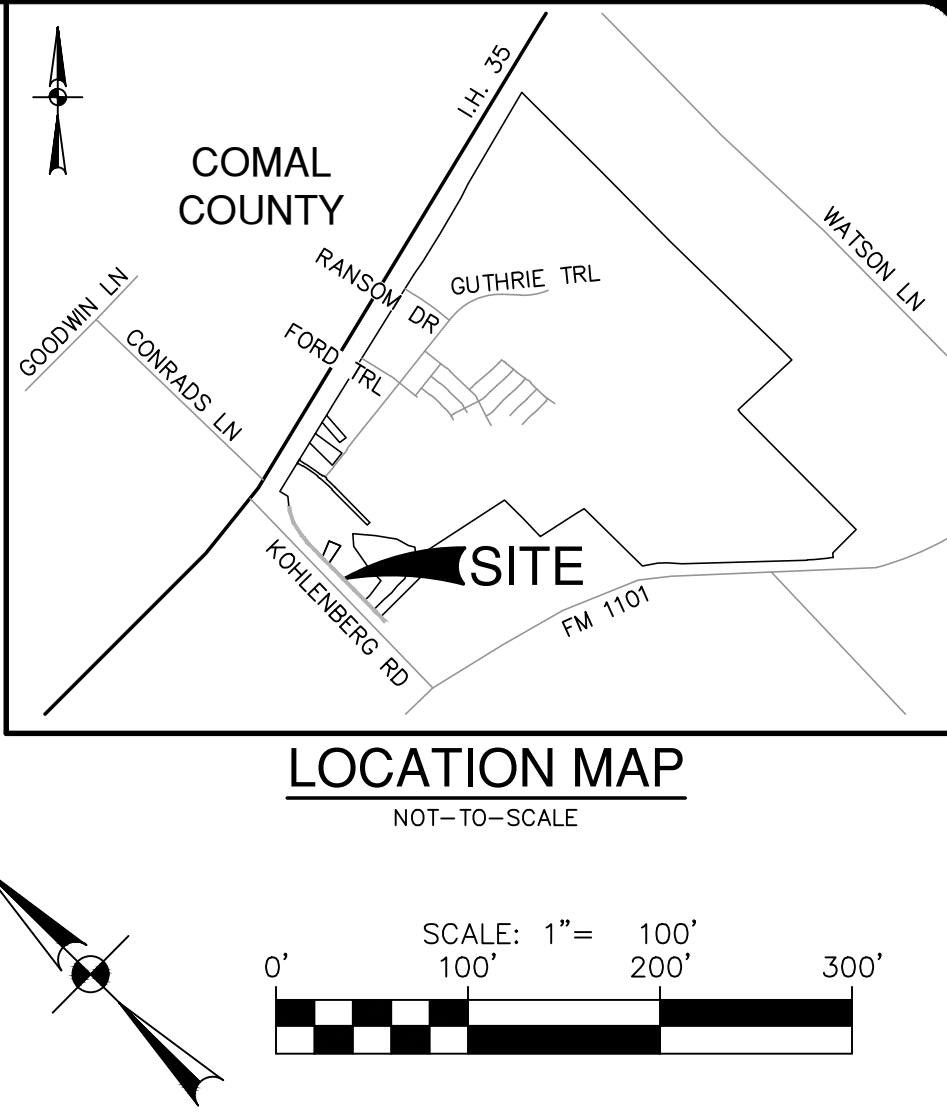 I.H. 35
COMAL
COUNTY
WATSON LN
RANSOM DR
GUTHRIE TRL
GOODWIN LN
FORD TRL
CONRADS LN
SITE
KOHLENBERG RD
FM 1101
LOCATION MAP
NOT-TO-SCALE
SCALE: 1"= 100'
0' 100' 200' 300'